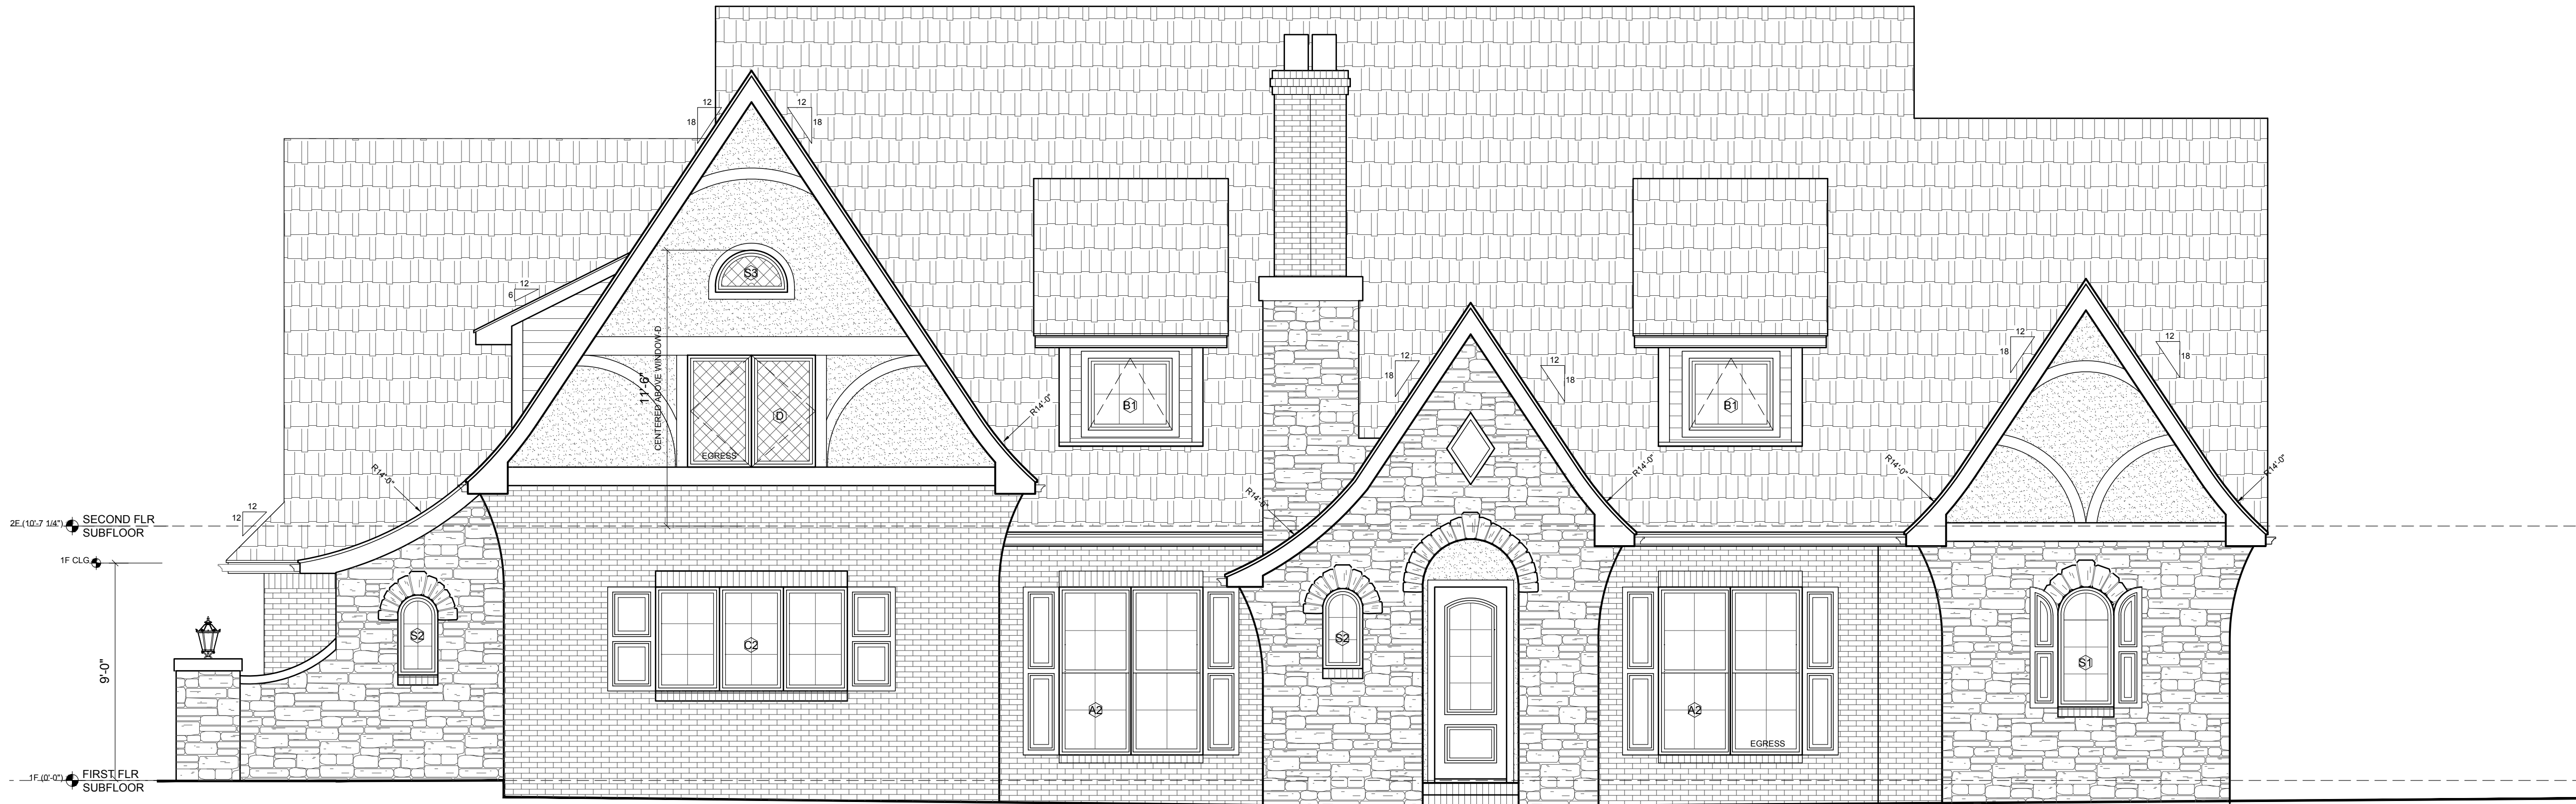 12
12
18
18
S3
12
6
11'-6"
CENTERED ABOVE WINDOW-D
D
EGRESS
R14'-0"
B1
12
18
12
18
B1
12
18
12
18
R14'-0"
R14'-0"
R14'-0"
R14'-0"
R14'-0"
12
12
2F (10'-7 1/4")
SECOND FLR
SUBFLOOR
1F CLG
9'-0"
S2
C2
A2
S2
A2
EGRESS
S1
1F (0'-0")
FIRST FLR
SUBFLOOR